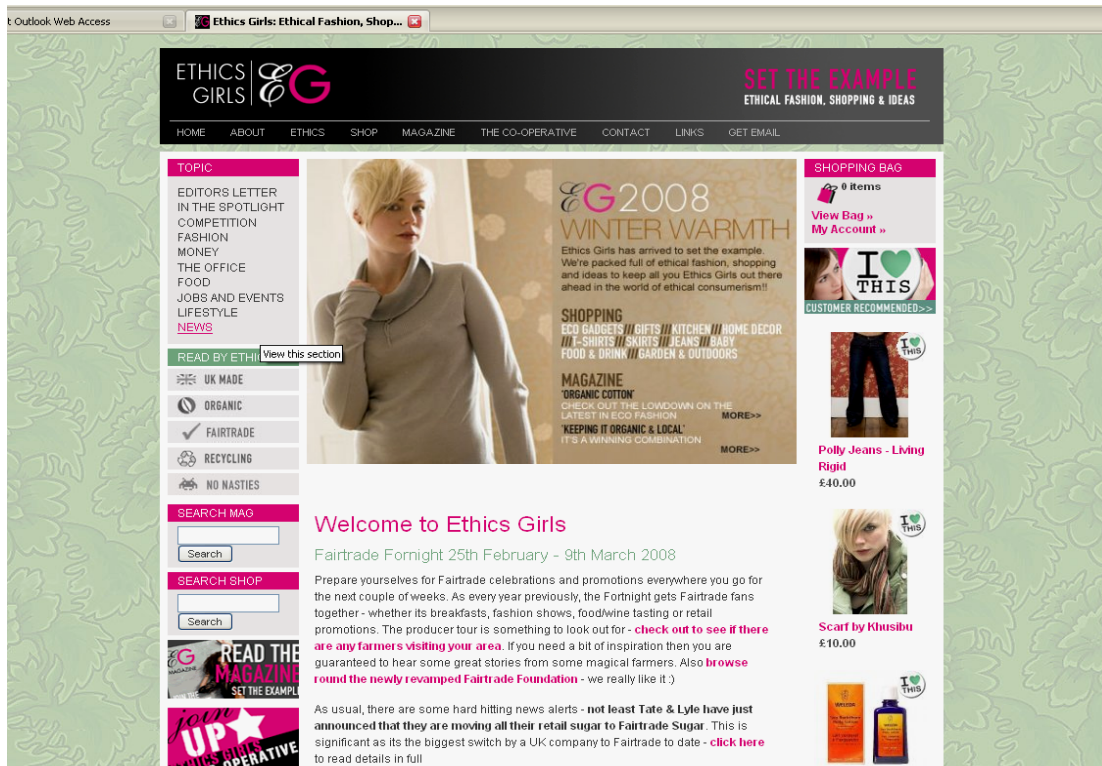 t Outlook Web Access
Ethics Girls: Ethical Fashion, Shop...
ETHICS
GIRLS
EG
SET THE EXAMPLE
ETHICAL FASHION, SHOPPING & IDEAS
HOME ABOUT ETHICS SHOP MAGAZINE THE CO-OPERATIVE CONTACT LINKS GET EMAIL
TOPIC
EDITORS LETTER
IN THE SPOTLIGHT
COMPETITION
FASHION
MONEY
THE OFFICE
FOOD
JOBS AND EVENTS
LIFESTYLE
NEWS
View this section
READ BY ETHI
UK MADE
ORGANIC
FAIRTRADE
RECYCLING
NO NASTIES
SEARCH MAG
Search
SEARCH SHOP
Search
EG
MAGAZINE
READ THE
MAGAZINE
SET THE EXAMPLE
join
UP
ETHICS GIRLS
OPERATIVE
EG2008
WINTER WARMTH
Ethics Girls has arrived to set the example.
We're packed full of ethical fashion, shopping
and ideas to keep all you Ethics Girls out there
ahead in the world of ethical consumerism!!
SHOPPING
ECO GADGETS///GIFTS///KITCHEN///HOME DECOR
///T-SHIRTS///SKIRTS///JEANS///BABY
FOOD & DRINK///GARDEN & OUTDOORS
MAGAZINE
'ORGANIC COTTON'
CHECK OUT THE LOWDOWN ON THE
LATEST IN ECO FASHION MORE>>
'KEEPING IT ORGANIC & LOCAL'
IT'S A WINNING COMBINATION
MORE>>
Welcome to Ethics Girls
Fairtrade Fornight 25th February - 9th March 2008
Prepare yourselves for Fairtrade celebrations and promotions everywhere you go for
the next couple of weeks. As every year previously, the Fortnight gets Fairtrade fans
together - whether its breakfasts, fashion shows, food/wine tasting or retail
promotions. The producer tour is something to look out for - check out to see if there
are any farmers visiting your area. If you need a bit of inspiration then you are
guaranteed to hear some great stories from some magical farmers. Also browse
round the newly revamped Fairtrade Foundation - we really like it :)
As usual, there are some hard hitting news alerts - not least Tate & Lyle have just
announced that they are moving all their retail sugar to Fairtrade Sugar. This is
significant as its the biggest switch by a UK company to Fairtrade to date - click here
to read details in full
SHOPPING BAG
0 items
View Bag »
My Account »
I
THIS
CUSTOMER RECOMMENDED>>
I
THIS
Polly Jeans - Living
Rigid
£40.00
I
THIS
Scarf by Khusibu
£10.00
I
THIS
WELEDA